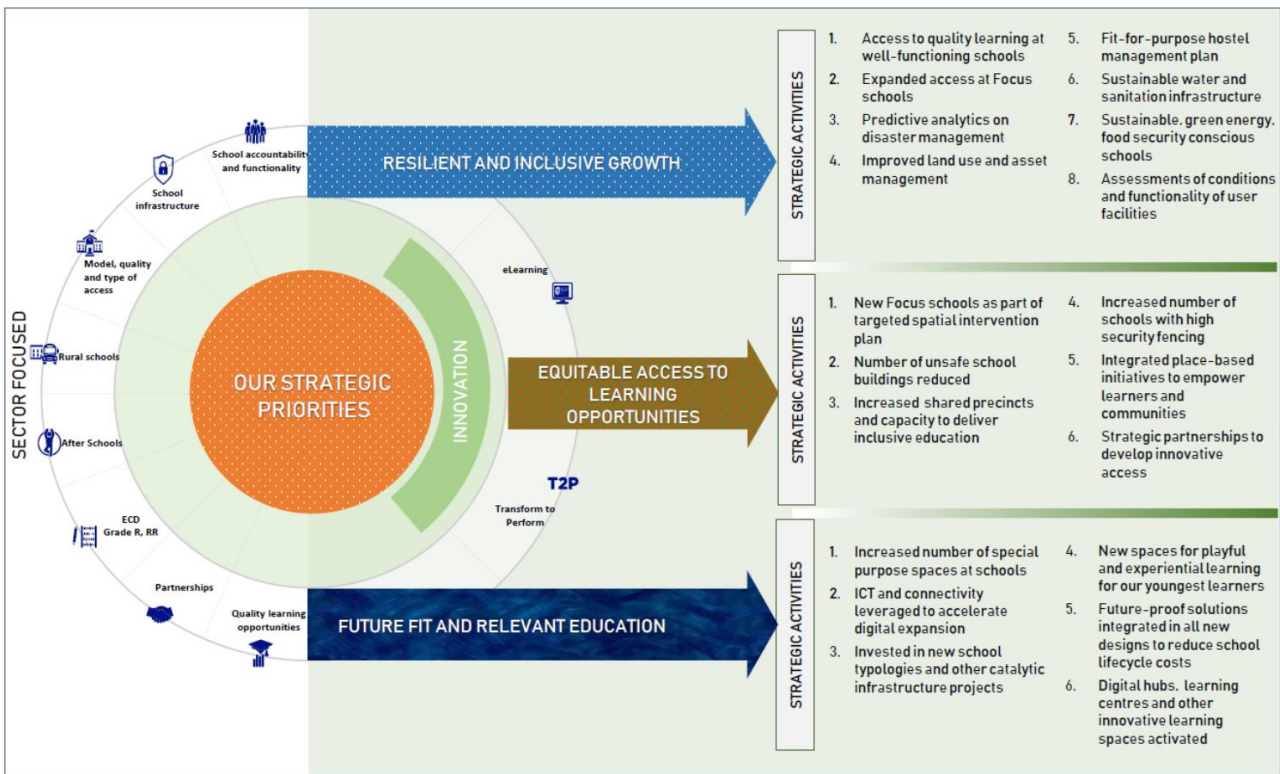 SECTOR FOCUSED
School accountability
and functionality
School
infrastructure
Model, quality
and type of
access
Rural schools
After Schools
ECD
Grade R, RR
Partnerships
Quality learning
opportunities
OUR STRATEGIC
PRIORITIES
INNOVATION
eLearning
T2P
Transform to
Perform
RESILIENT AND INCLUSIVE GROWTH
STRATEGIC ACTIVITIES
1. Access to quality learning at
well-functioning schools
2. Expanded access at Focus
schools
3. Predictive analytics on
disaster management
4. Improved land use and asset
management
5. Fit-for-purpose hostel
management plan
6. Sustainable water and
sanitation infrastructure
7. Sustainable, green energy,
food security conscious
schools
8. Assessments of conditions
and functionality of user
facilities
EQUITABLE ACCESS TO
LEARNING
OPPORTUNITIES
STRATEGIC ACTIVITIES
1. New Focus schools as part of
targeted spatial intervention
plan
2. Number of unsafe school
buildings reduced
3. Increased shared precincts
and capacity to deliver
inclusive education
4. Increased number of
schools with high
security fencing
5. Integrated place-based
initiatives to empower
learners and
communities
6. Strategic partnerships to
develop innovative
access
FUTURE FIT AND RELEVANT EDUCATION
STRATEGIC ACTIVITIES
1. Increased number of special
purpose spaces at schools
2. ICT and connectivity
leveraged to accelerate
digital expansion
3. Invested in new school
typologies and other catalytic
infrastructure projects
4. New spaces for playful
and experiential learning
for our youngest learners
5. Future-proof solutions
integrated in all new
designs to reduce school
lifecycle costs
6. Digital hubs, learning
centres and other
innovative learning
spaces activated